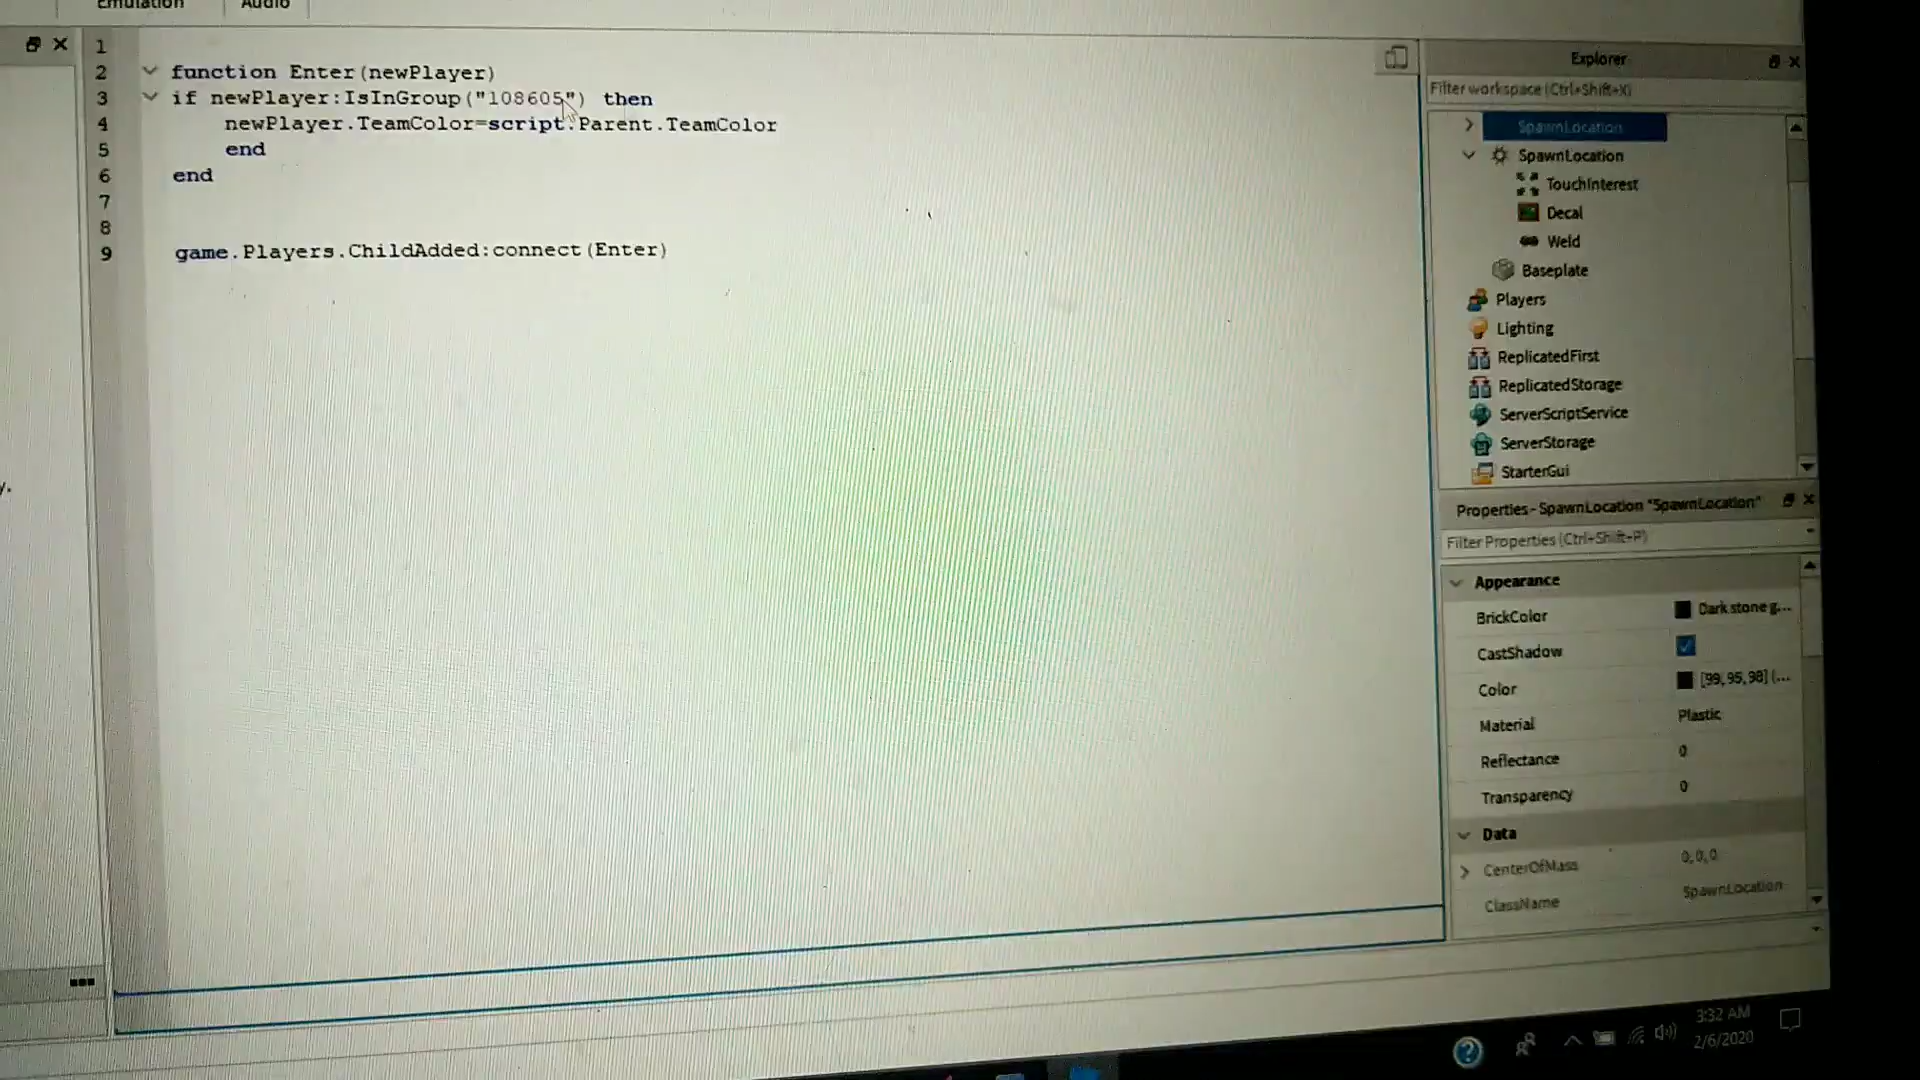 Emulation
Audio
1
2 function Enter(newPlayer)
3 if newPlayer:IsInGroup("108605") then
4 newPlayer.TeamColor=script.Parent.TeamColor
5 end
6 end
7
8
9 game.Players.ChildAdded:connect(Enter)
y.
Explorer
Filter workspace (Ctrl+Shift+X)
SpawnLocation
SpawnLocation
TouchInterest
Decal
Weld
Baseplate
Players
Lighting
ReplicatedFirst
ReplicatedStorage
ServerScriptService
ServerStorage
StarterGui
Properties - SpawnLocation "SpawnLocation"
Filter Properties (Ctrl+Shift+P)
Appearance
BrickColor Dark stone g...
CastShadow
Color [99, 95, 98] (...
Material Plastic
Reflectance 0
Transparency 0
Data
CenterOfMass 0, 0, 0
ClassName SpawnLocation
3:32 AM
2/6/2020